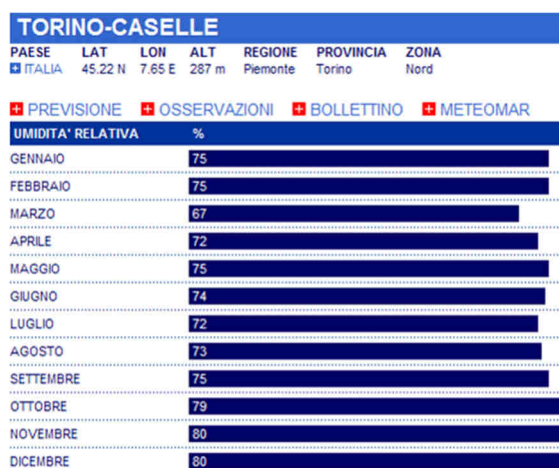 TORINO-CASELLE
PAESE LAT LON ALT REGIONE PROVINCIA ZONA
ITALIA 45.22 N 7.65 E 287 m Piemonte Torino Nord
PREVISIONE OSSERVAZIONI BOLLETTINO METEOMAR
UMIDITA' RELATIVA %
GENNAIO 75
FEBBRAIO 75
MARZO 67
APRILE 72
MAGGIO 75
GIUGNO 74
LUGLIO 72
AGOSTO 73
SETTEMBRE 75
OTTOBRE 79
NOVEMBRE 80
DICEMBRE 80